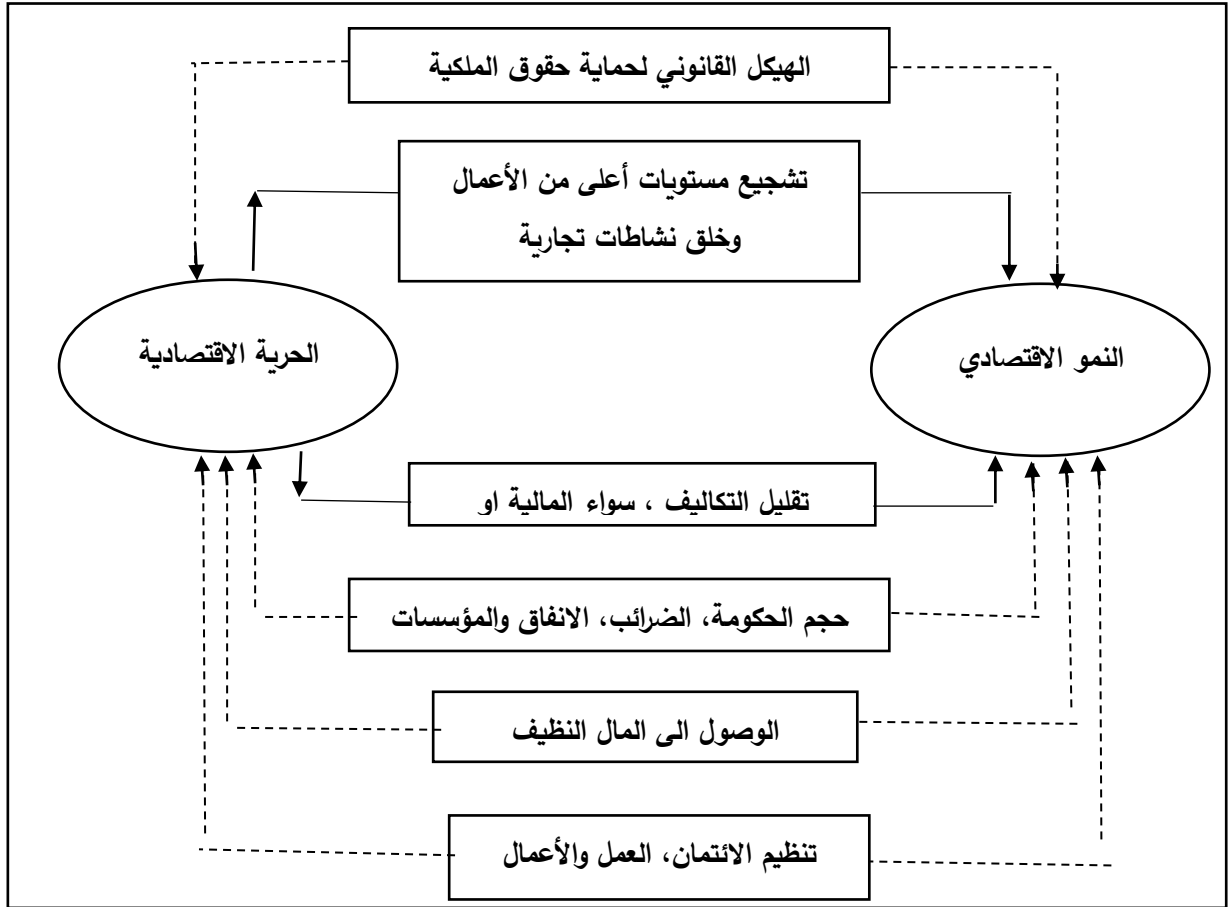 الهيكل القانوني لحماية حقوق الملكية
تشجيع مستويات أعلى من الأعمال
وخلق نشاطات تجارية
الحرية الاقتصادية
النمو الاقتصادي
تقليل التكاليف ، سواء المالية او
حجم الحكومة، الضرائب، الانفاق والمؤسسات
الوصول الى المال النظيف
تنظيم الائتمان، العمل والأعمال